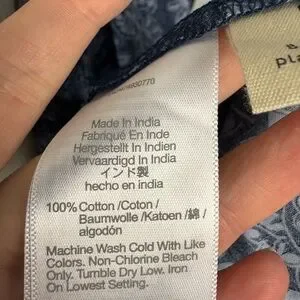 Made In India
Fabriqué En Inde
Hergestellt In Indien
Vervaardigd In India
インド製
hecho en india
100% Cotton /Coton /
Baumwolle /Katoen /綿 /
algodón
Machine Wash Cold With Like
Colors. Non-Chlorine Bleach
Only. Tumble Dry Low. Iron
On Lowest Setting.
pla